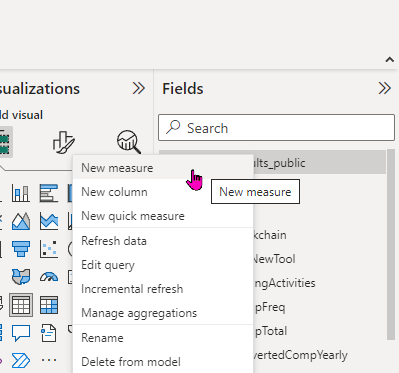 sualizations
Fields
ld visual
Search
New measure
ults_public
New column
New measure
New quick measure
Refresh data
kchain
Edit query
NewTool
Incremental refresh
ngActivities
Manage aggregations
pFreq
Rename
pTotal
Delete from model
vertedCompYearly